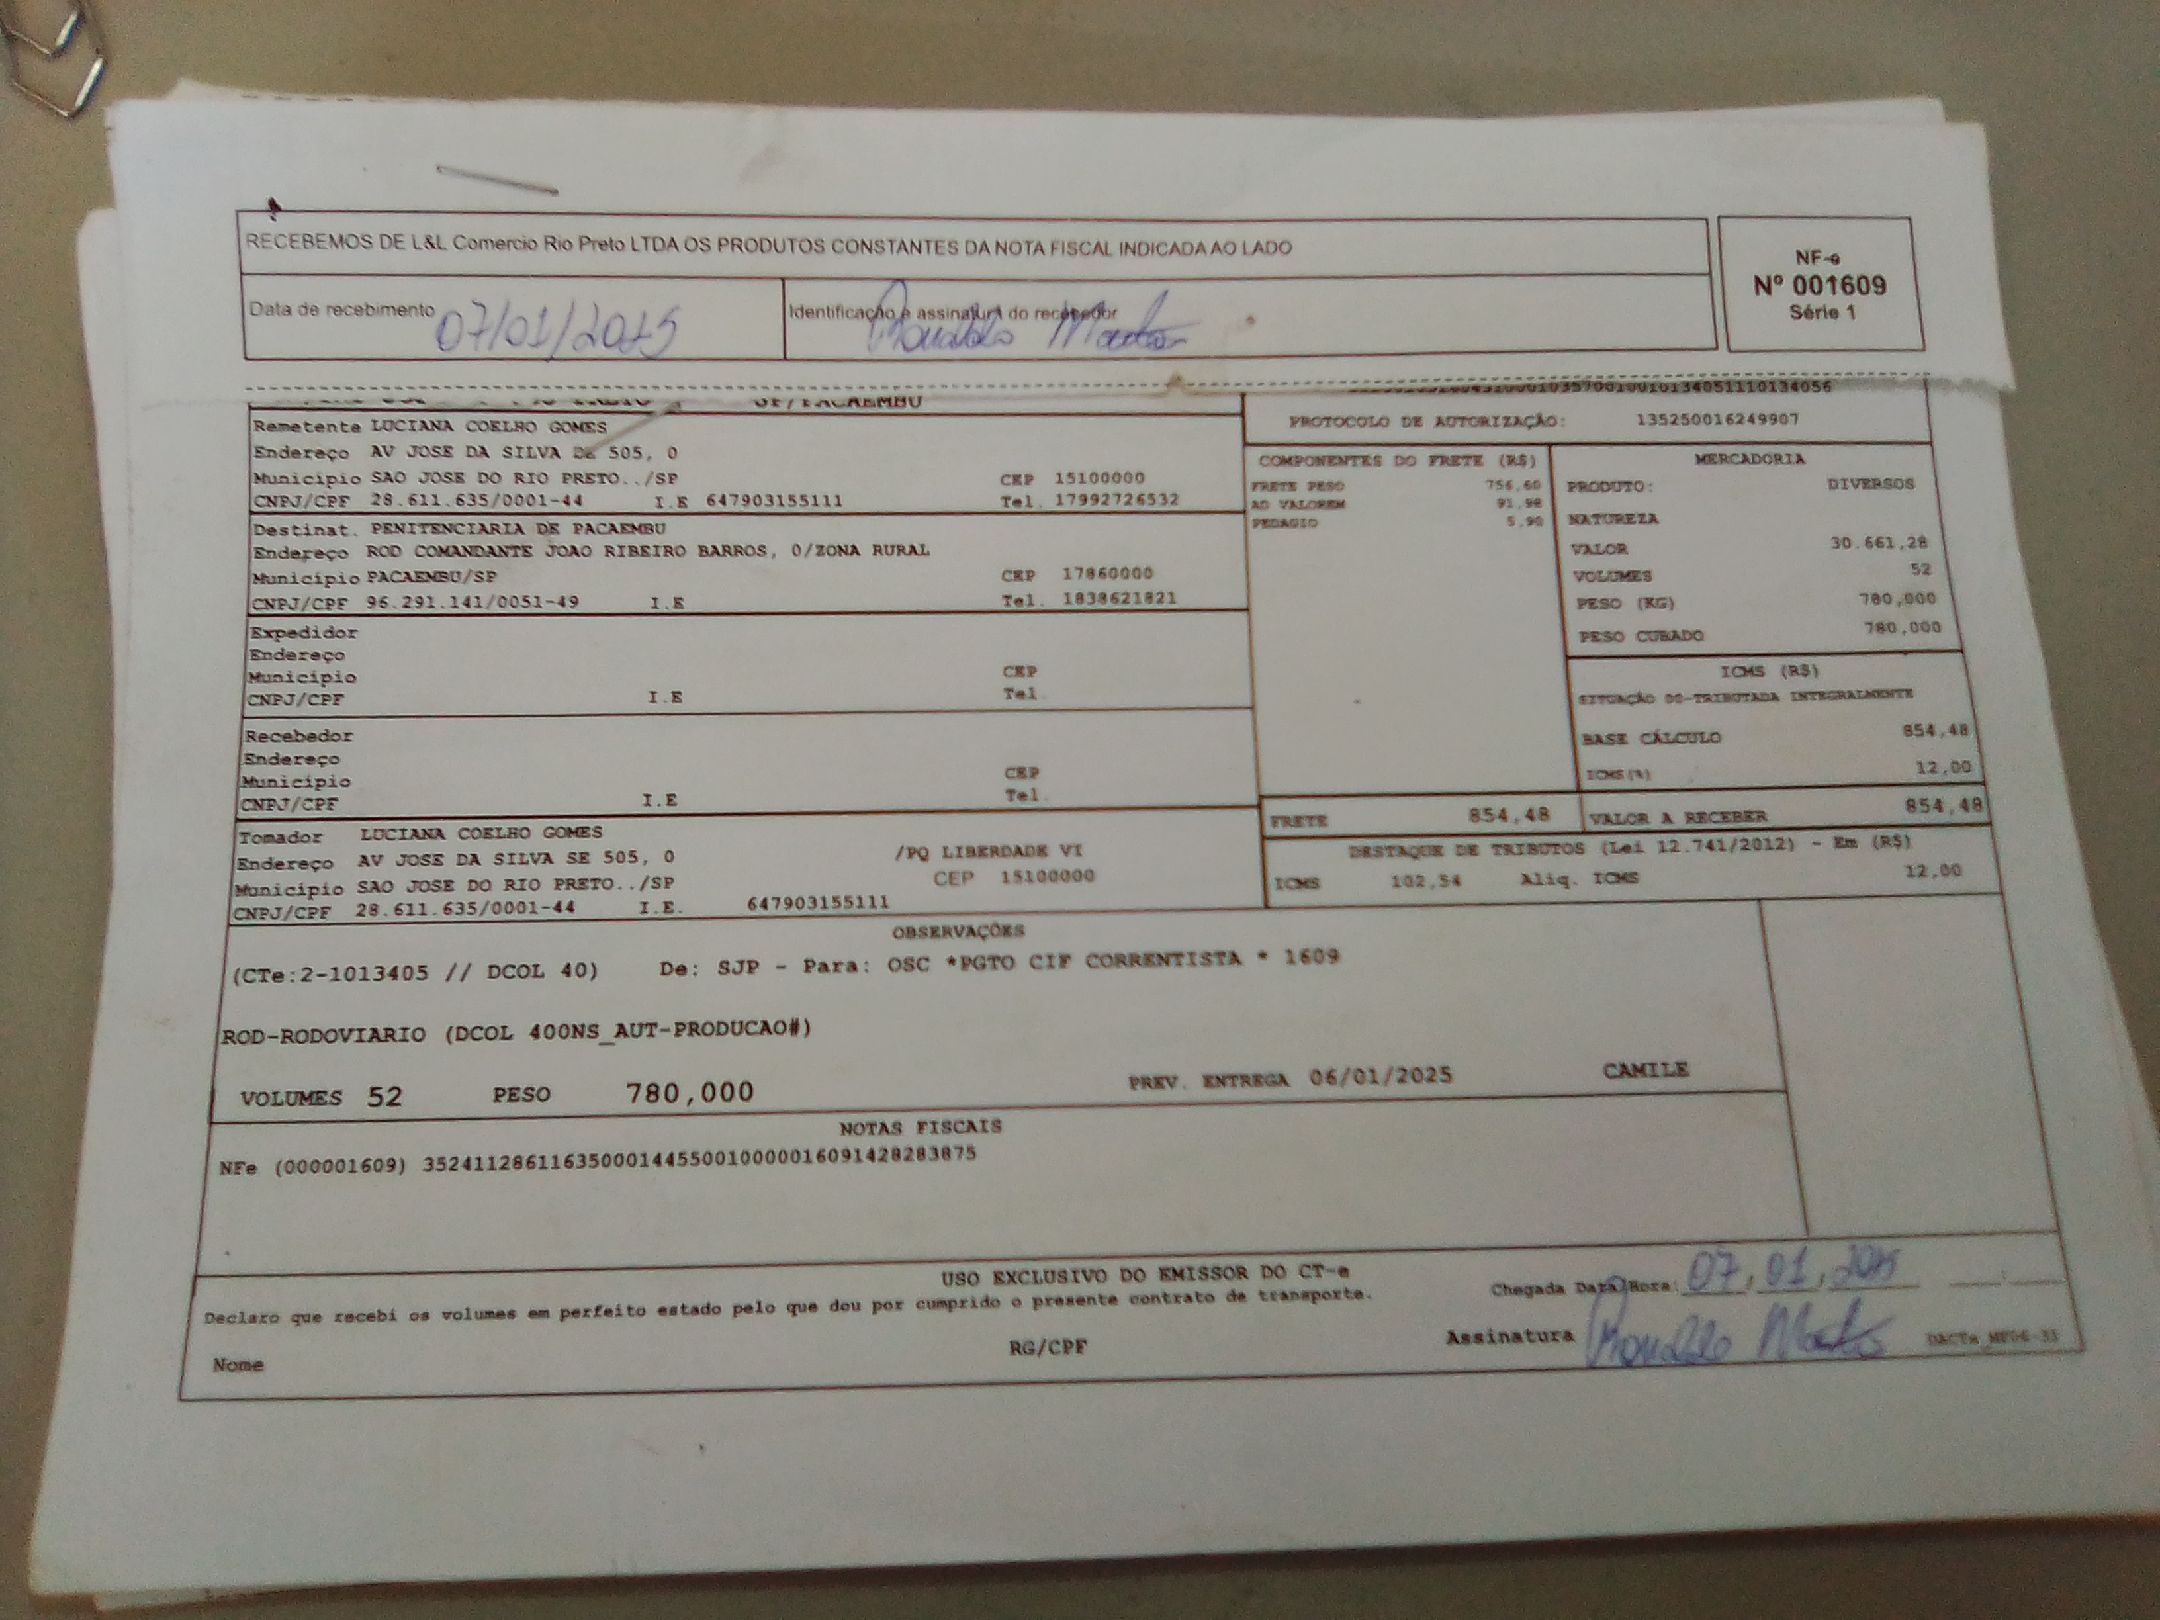 RECEBEMOS DE L&L Comercio Rio Preto LTDA OS PRODUTOS CONSTANTES DA NOTA FISCAL INDICADA AO LADO
NF-e
Nº 001609
Série 1
Data de recebimento 07/01/2025
Identificação e assinatura do recebedor
SP/PACAEMBU
Remetente LUCIANA COELHO GOMES
Endereço AV JOSE DA SILVA SE 505, 0
Município SAO JOSE DO RIO PRETO../SP CEP 15100000
CNPJ/CPF 28.611.635/0001-44 I.E 647903155111 Tel. 17992726532
PROTOCOLO DE AUTORIZAÇÃO: 135250016249907
Destinat. PENITENCIARIA DE PACAEMBU
Endereço ROD COMANDANTE JOAO RIBEIRO BARROS, 0/ZONA RURAL
Município PACAEMBU/SP CEP 17860000
CNPJ/CPF 96.291.141/0051-49 I.E Tel. 1838621821
COMPONENTES DO FRETE (R$)
FRETE PESO 756,60
AD VALOREM 91,98
PEDAGIO 5,90
MERCADORIA
PRODUTO: DIVERSOS
NATUREZA
VALOR 30.661,28
VOLUMES 52
PESO (KG) 780,000
PESO CUBADO 780,000
Expedidor
Endereço
Município CEP
CNPJ/CPF I.E Tel.
ICMS (R$)
SITUAÇÃO 00-TRIBUTADA INTEGRALMENTE
BASE CÁLCULO 854,48
ICMS(%) 12,00
Recebedor
Endereço
Município CEP
CNPJ/CPF I.E Tel.
FRETE 854,48 VALOR A RECEBER 854,48
Tomador LUCIANA COELHO GOMES
Endereço AV JOSE DA SILVA SE 505, 0 /PQ LIBERDADE VI
Município SAO JOSE DO RIO PRETO../SP CEP 15100000
CNPJ/CPF 28.611.635/0001-44 I.E. 647903155111
DESTAQUE DE TRIBUTOS (Lei 12.741/2012) - Em (R$)
ICMS 102,54 Aliq. ICMS 12,00
OBSERVAÇÕES
(CTe:2-1013405 // DCOL 40) De: SJP - Para: OSC *PGTO CIF CORRENTISTA * 1609
ROD-RODOVIARIO (DCOL 400NS_AUT-PRODUCAO#)
VOLUMES 52 PESO 780,000 PREV. ENTREGA 06/01/2025 CAMILE
NOTAS FISCAIS
NFe (000001609) 35241128611635000144550010000016091428283875
USO EXCLUSIVO DO EMISSOR DO CT-e
Declaro que recebi os volumes em perfeito estado pelo que dou por cumprido o presente contrato de transporte.
Chegada Data/Hora: 07,01,2025
Nome RG/CPF Assinatura